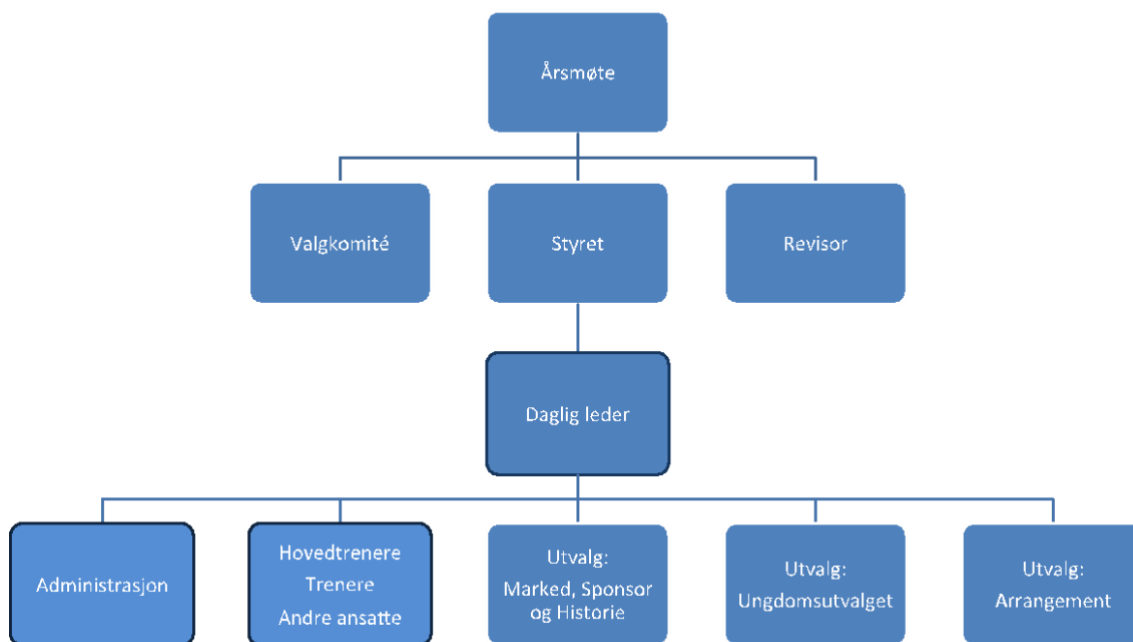 Årsmøte
Valgkomité
Styret
Revisor
Daglig leder
Administrasjon
Hovedtrenere
Trenere
Andre ansatte
Utvalg:
Marked, Sponsor
og Historie
Utvalg:
Ungdomsutvalget
Utvalg:
Arrangement